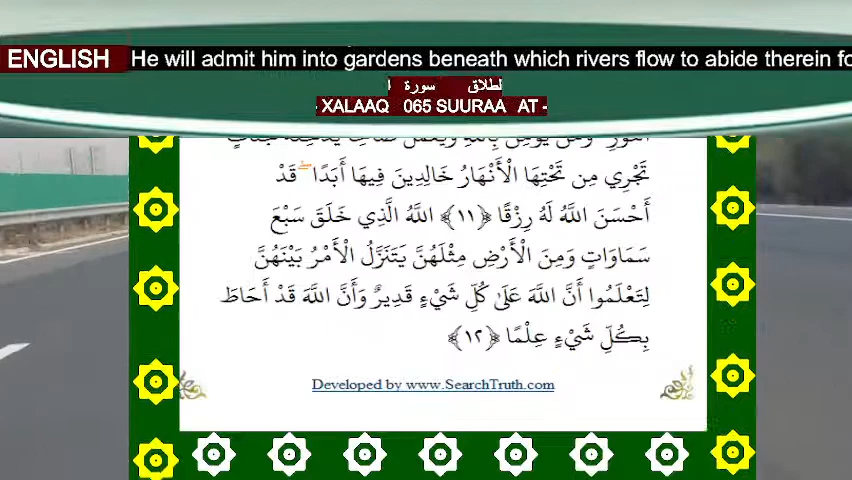 ENGLISH He will admit him into gardens beneath which rivers flow to abide therein fo
سورة الطلاق
- XALAAQ 065 SUURAA AT -
تَجْرِي مِن تَحْتِهَا الْأَنْهَارُ خَالِدِينَ فِيهَا أَبَدًا ۖ قَدْ
أَحْسَنَ اللَّهُ لَهُ رِزْقًا ﴿١١﴾ اللَّهُ الَّذِي خَلَقَ سَبْعَ
سَمَاوَاتٍ وَمِنَ الْأَرْضِ مِثْلَهُنَّ يَتَنَزَّلُ الْأَمْرُ بَيْنَهُنَّ
لِتَعْلَمُوا أَنَّ اللَّهَ عَلَىٰ كُلِّ شَيْءٍ قَدِيرٌ وَأَنَّ اللَّهَ قَدْ أَحَاطَ
بِكُلِّ شَيْءٍ عِلْمًا ﴿١٢﴾
Developed by www.SearchTruth.com